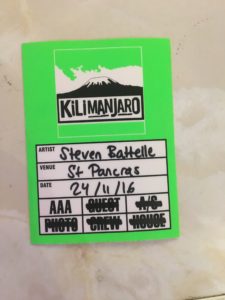 KILIMANJARO
ARTIST Steven Battelle
VENUE St Pancras
DATE 24/11/16
AAA GUEST A/S
PHOTO CREW HOUSE